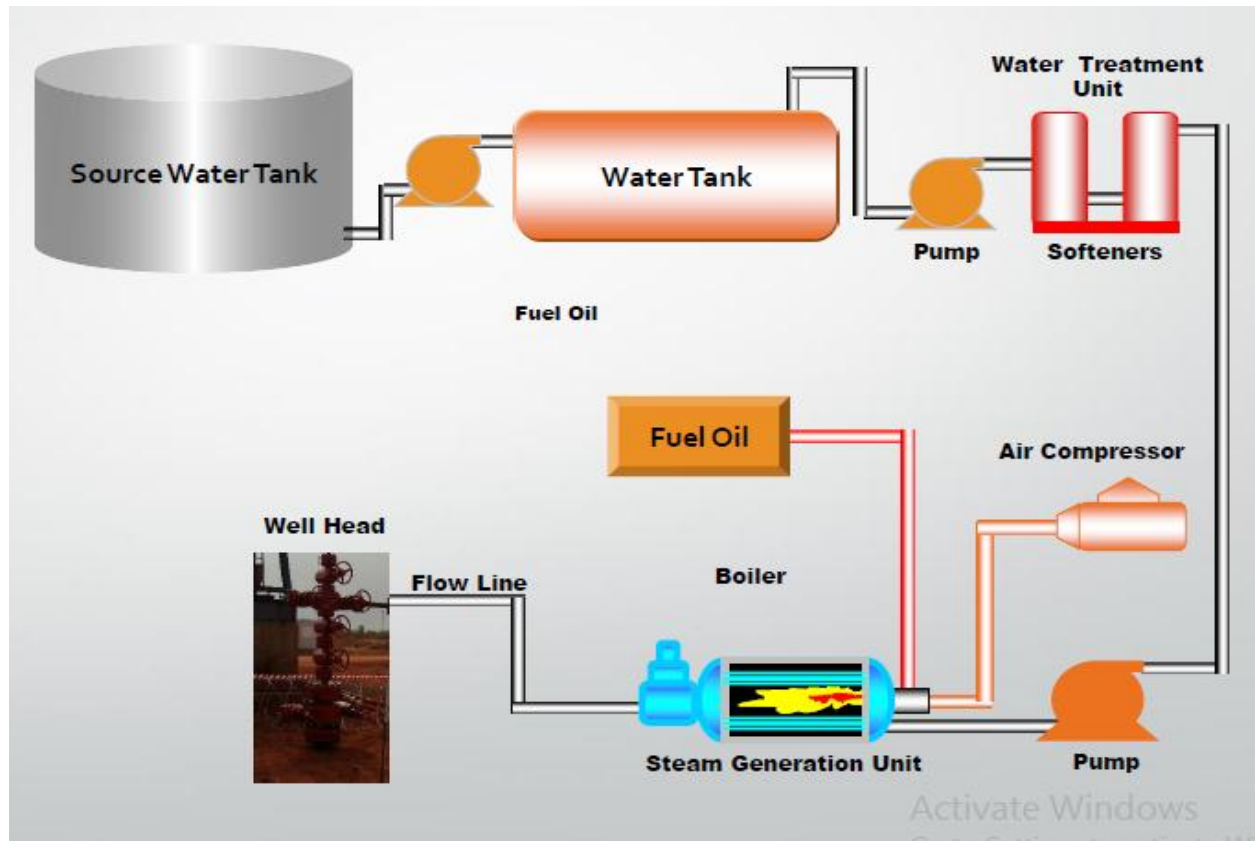 Water Treatment
Unit
Source Water Tank
Water Tank
Pump
Softeners
Fuel Oil
Fuel Oil
Air Compressor
Well Head
Flow Line
Boiler
Steam Generation Unit
Pump
Activate Windows